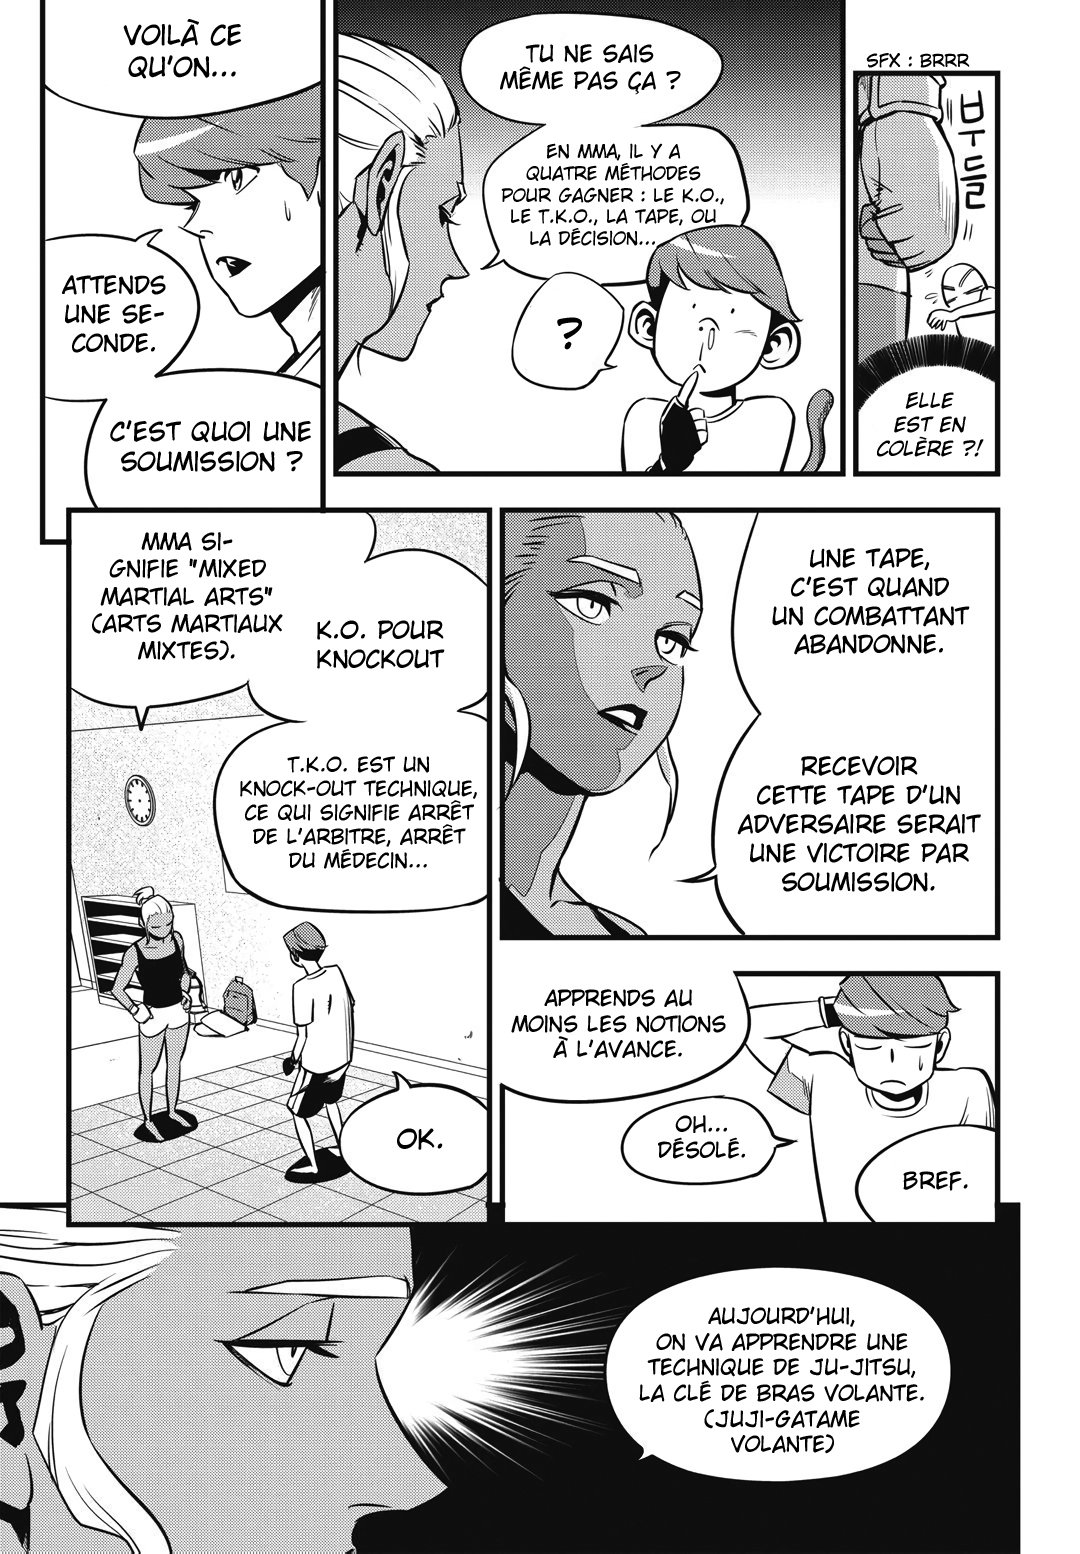 VOILÀ CE
QU'ON...
ATTENDS
UNE SE-
CONDE.
C'EST QUOI UNE
SOUMISSION ?
TU NE SAIS
MÊME PAS ÇA ?
EN MMA, IL Y A
QUATRE MÉTHODES
POUR GAGNER : LE K.O.,
LE T.K.O., LA TAPE, OU
LA DÉCISION...
?
SFX : BRRR
부들
ELLE
EST EN
COLÈRE ?!
MMA SI-
GNIFIE "MIXED
MARTIAL ARTS"
(ARTS MARTIAUX
MIXTES).
K.O. POUR
KNOCKOUT
T.K.O. EST UN
KNOCK-OUT TECHNIQUE,
CE QUI SIGNIFIE ARRÊT
DE L'ARBITRE, ARRÊT
DU MÉDECIN...
OK.
UNE TAPE,
C'EST QUAND
UN COMBATTANT
ABANDONNE.
RECEVOIR
CETTE TAPE D'UN
ADVERSAIRE SERAIT
UNE VICTOIRE PAR
SOUMISSION.
APPRENDS AU
MOINS LES NOTIONS
À L'AVANCE.
OH...
DÉSOLÉ.
BREF.
AUJOURD'HUI,
ON VA APPRENDRE UNE
TECHNIQUE DE JU-JITSU,
LA CLÉ DE BRAS VOLANTE.
(JUJI-GATAME
VOLANTE)